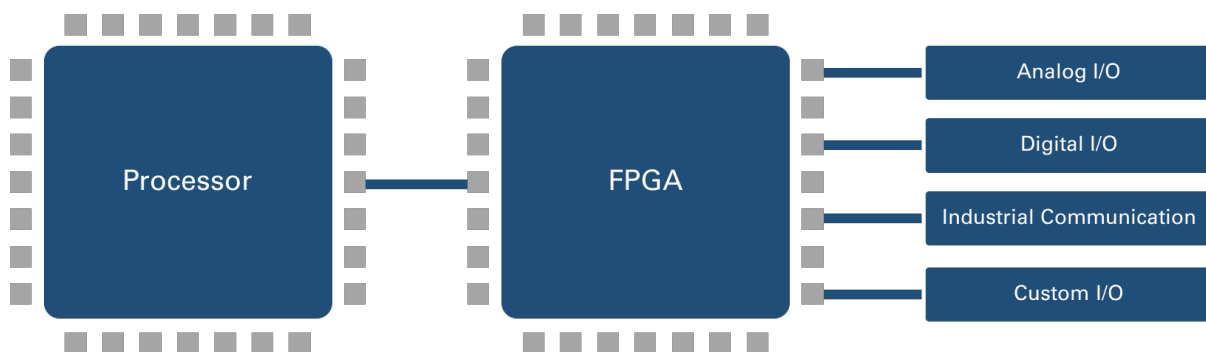 Processor
FPGA
Analog I/O
Digital I/O
Industrial Communication
Custom I/O